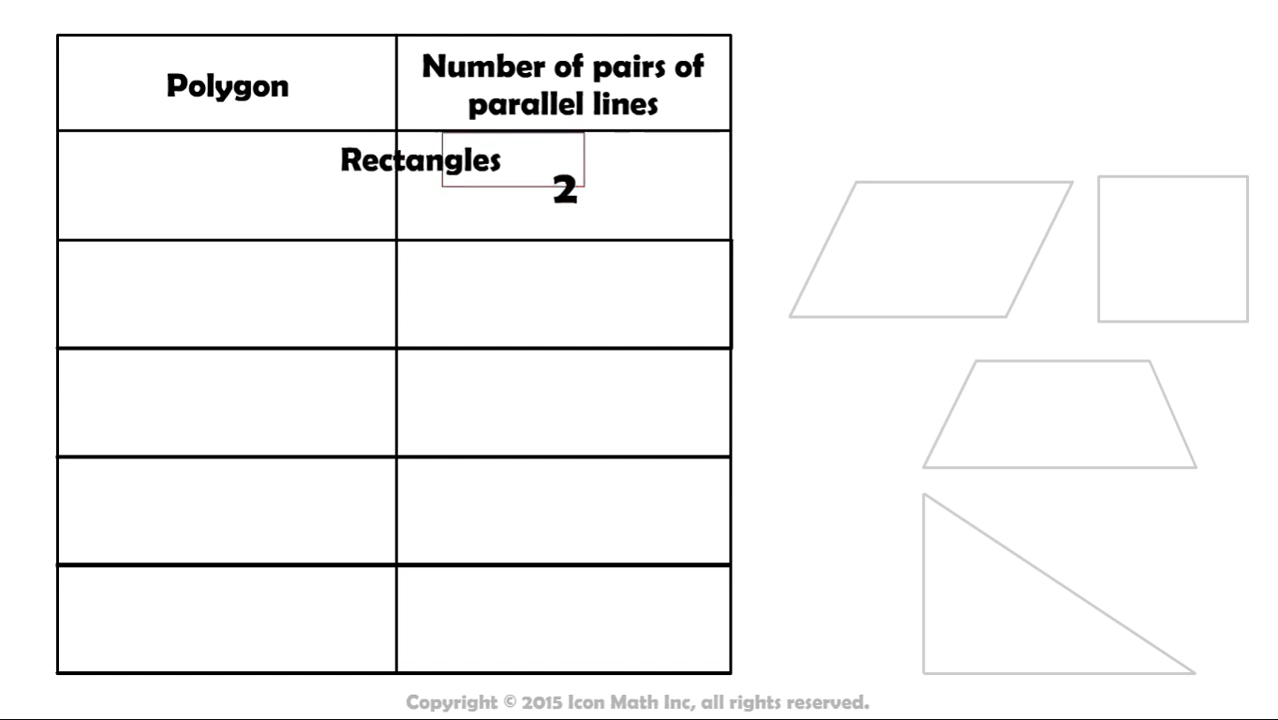 Polygon
Number of pairs of
parallel lines
Rectangles
2
Copyright © 2015 Icon Math Inc, all rights reserved.